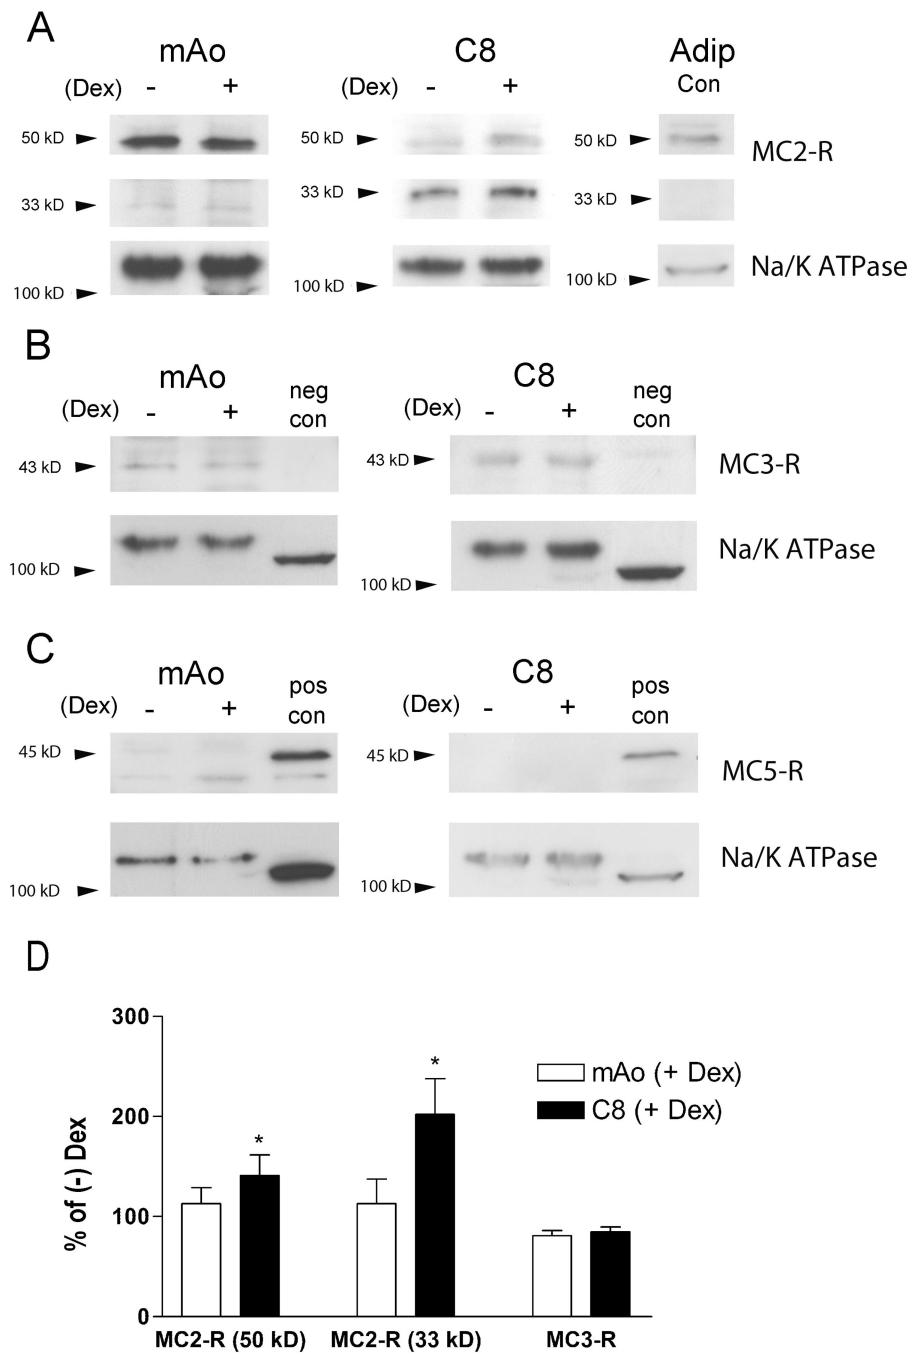 A
mAo
C8
Adip
(Dex) - +
(Dex) - +
Con
50 kD
50 kD
50 kD
MC2-R
33 kD
33 kD
33 kD
Na/K ATPase
100 kD
100 kD
100 kD
B
mAo
neg con
C8
neg con
(Dex) - +
(Dex) - +
43 kD
43 kD
MC3-R
Na/K ATPase
100 kD
100 kD
C
mAo
pos con
C8
pos con
(Dex) - +
(Dex) - +
45 kD
45 kD
MC5-R
Na/K ATPase
100 kD
100 kD
D
300
200
100
0
% of (-) Dex
*
*
mAo (+ Dex)
C8 (+ Dex)
MC2-R (50 kD)
MC2-R (33 kD)
MC3-R